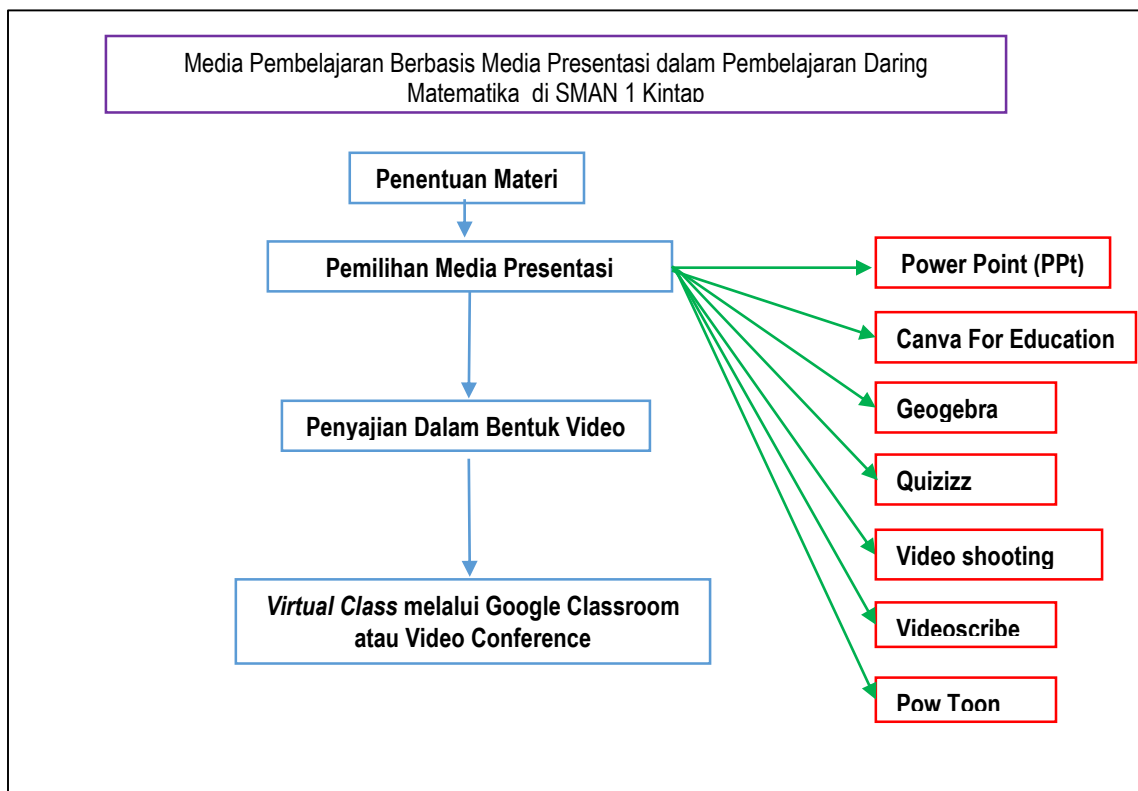 Media Pembelajaran Berbasis Media Presentasi dalam Pembelajaran Daring
Matematika di SMAN 1 Kintap
Penentuan Materi
Pemilihan Media Presentasi
Penyajian Dalam Bentuk Video
Virtual Class melalui Google Classroom
atau Video Conference
Power Point (PPt)
Canva For Education
Geogebra
Quizizz
Video shooting
Videoscribe
Pow Toon